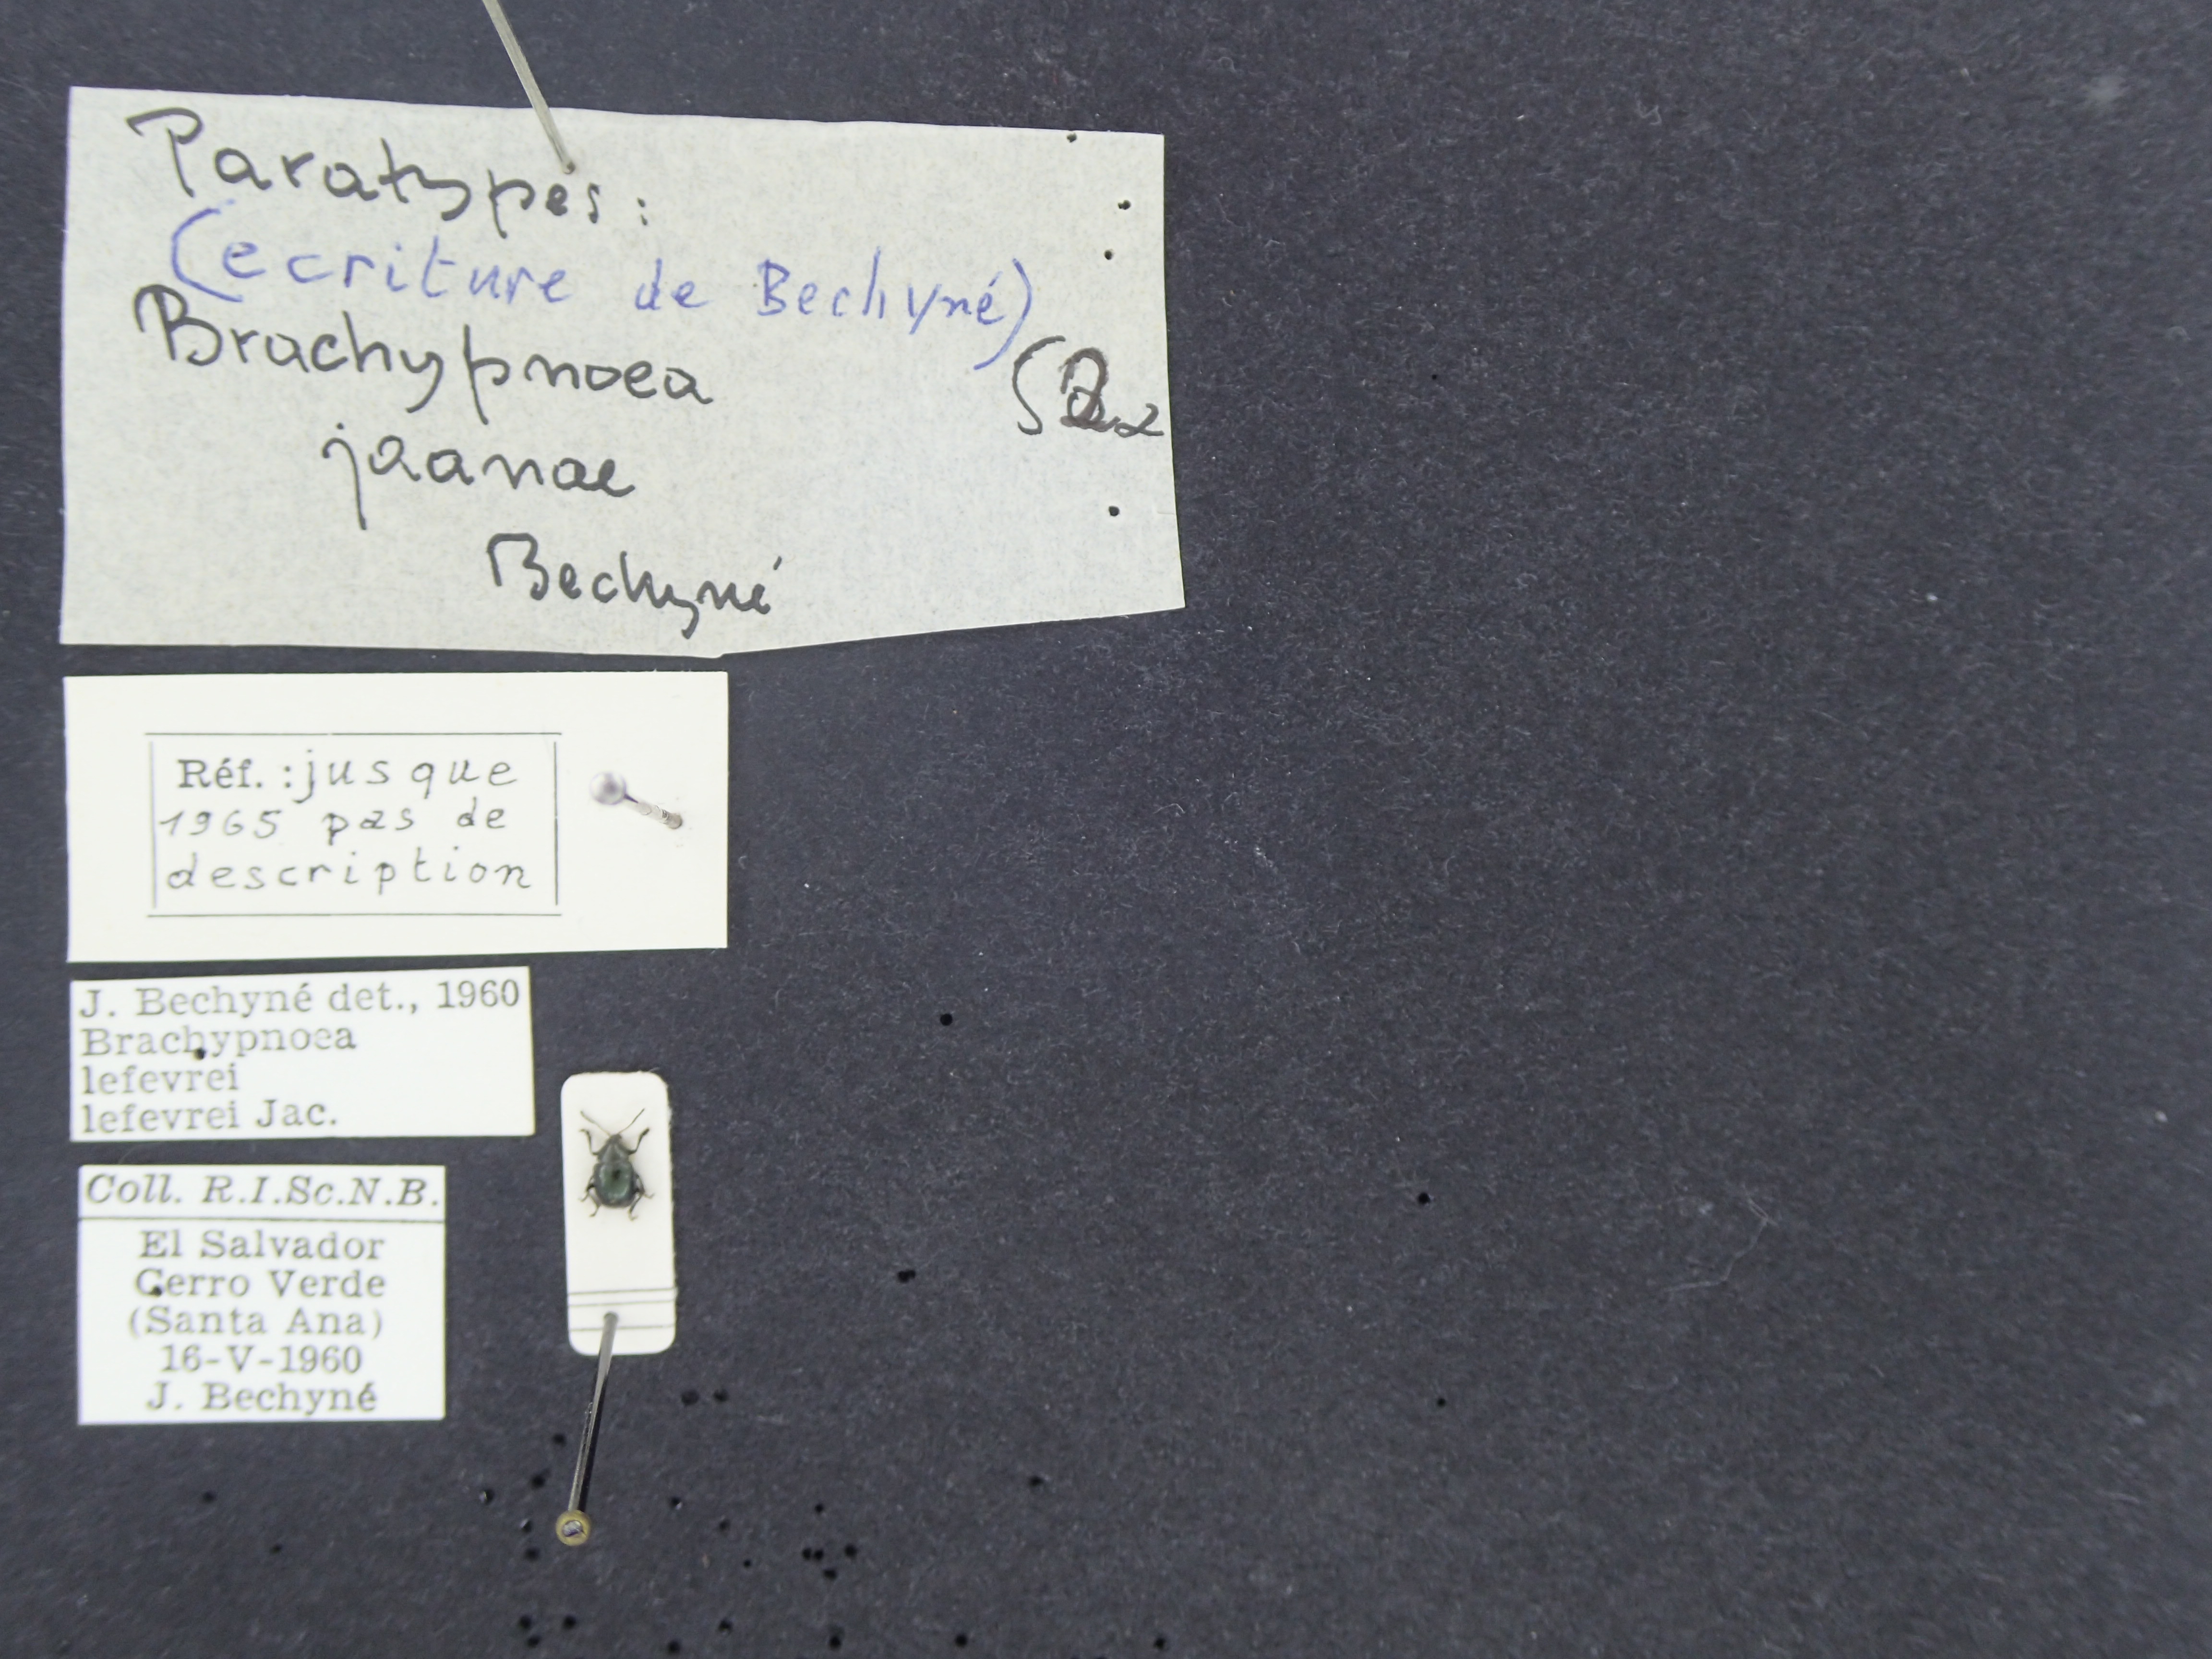 Paratypes:
(ecriture de Bechyné)
Brachypnoea
jaanae
Bechyné
Réf. : jusque
1965 pas de
description
J. Bechyné det., 1960
Brachypnoea
lefevrei
lefevrei Jac.
Coll. R.I.Sc.N.B.
El Salvador
Cerro Verde
(Santa Ana)
16-V-1960
J. Bechyné